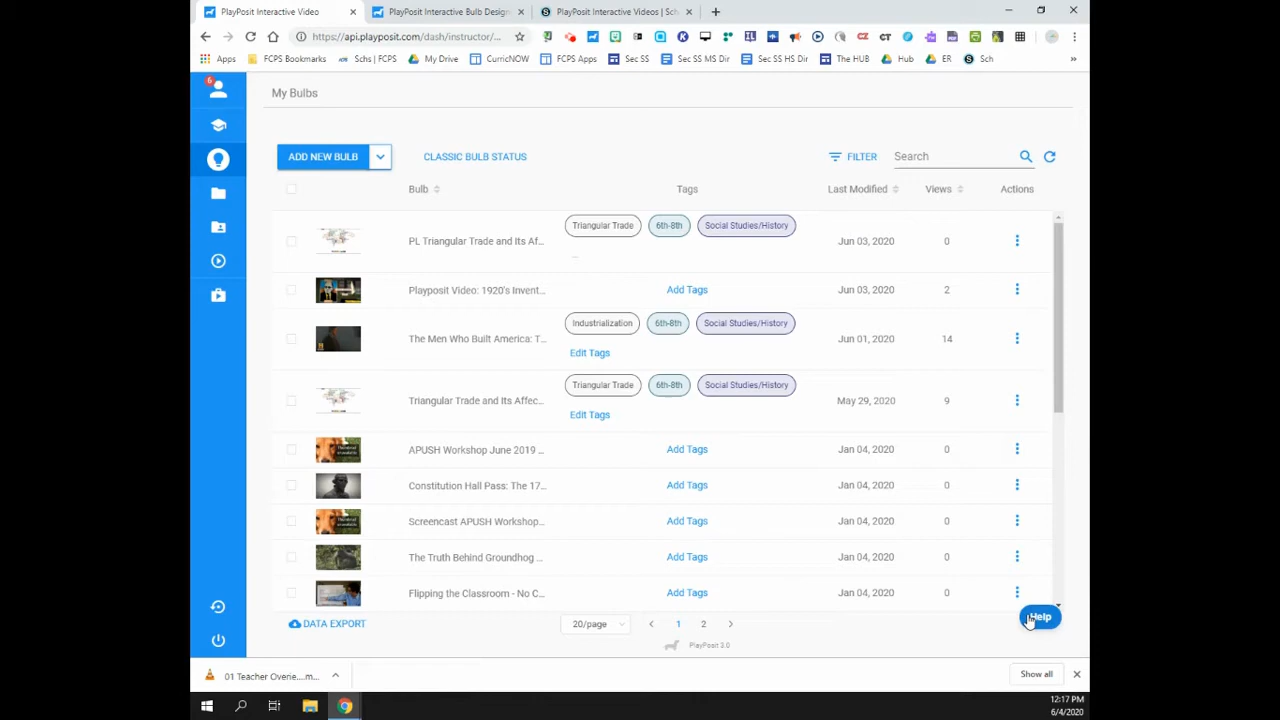 PlayPosit Interactive Video
PlayPosit Interactive Bulb Design
PlayPosit Interactive Videos | Sch
https://api.playposit.com/dash/instructor/...
Apps
FCPS Bookmarks
Schs | FCPS
My Drive
CurricNOW
FCPS Apps
Sec SS
Sec SS MS Dir
Sec SS HS Dir
The HUB
Hub
ER
Sch
6
My Bulbs
ADD NEW BULB
CLASSIC BULB STATUS
FILTER
Search
Bulb
Tags
Last Modified
Views
Actions
PL Triangular Trade and Its Af...
Triangular Trade
6th-8th
Social Studies/History
...
Jun 03, 2020
0
Playposit Video: 1920's Invent...
Add Tags
Jun 03, 2020
2
The Men Who Built America: T...
Industrialization
6th-8th
Social Studies/History
Edit Tags
Jun 01, 2020
14
Triangular Trade and Its Affec...
Triangular Trade
6th-8th
Social Studies/History
Edit Tags
May 29, 2020
9
APUSH Workshop June 2019 ...
Add Tags
Jan 04, 2020
0
Constitution Hall Pass: The 17...
Add Tags
Jan 04, 2020
0
Screencast APUSH Workshop...
Add Tags
Jan 04, 2020
0
The Truth Behind Groundhog ...
Add Tags
Jan 04, 2020
0
Flipping the Classroom - No C...
Add Tags
Jan 04, 2020
0
Help
DATA EXPORT
20/page
1
2
PlayPosit 3.0
01 Teacher Overie....m...
Show all
12:17 PM
6/4/2020